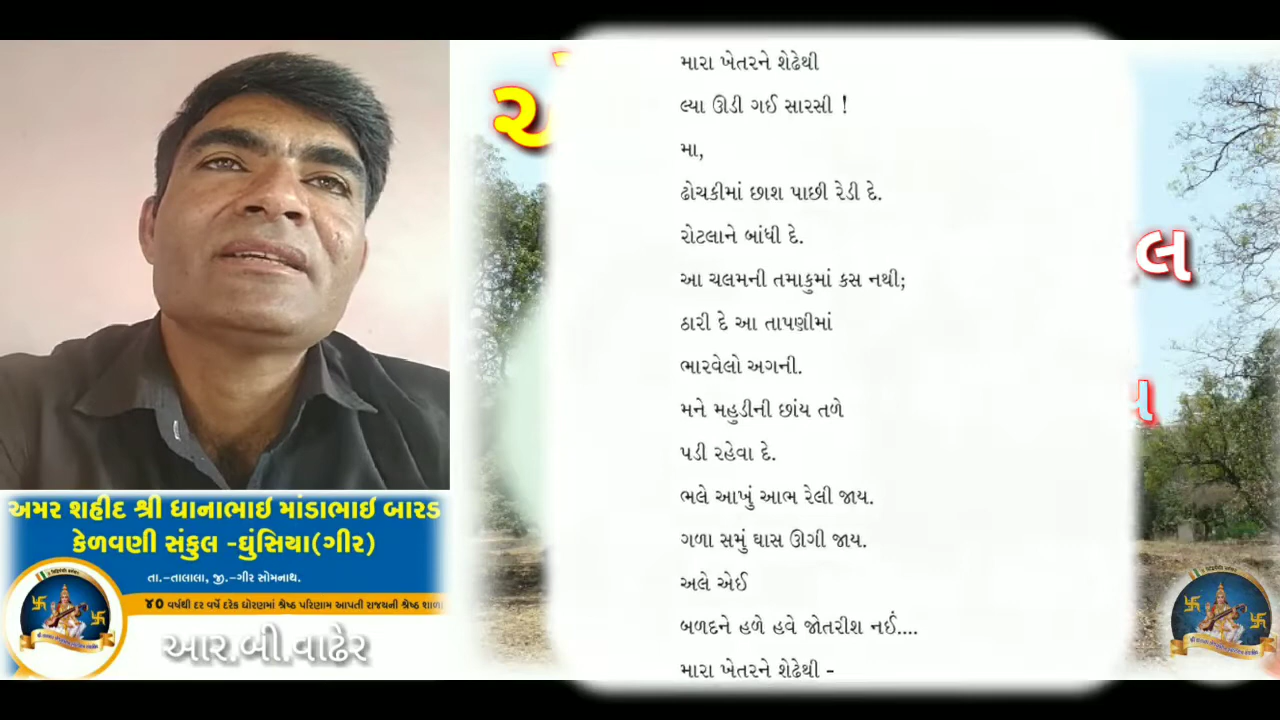 મારા ખેતરને શેઢેથી
લ્યા ઊડી ગઈ સારસી !
મા,
ઢોચકીમાં છાશ પાછી રેડી દે.
રોટલાને બાંધી દે.
આ ચલમની તમાકુમાં કસ નથી;
ઠારી દે આ તાપણીમાં
ભારવેલો અગની.
મને મહુડીની છાંય તળે
પડી રહેવા દે.
ભલે આખું આભ રેલી જાય.
ગળા સમું ઘાસ ઊગી જાય.
અલે એઈ
બળદને હળે હવે જોતરીશ નઈં....
મારા ખેતરને શેઢેથી -
અમર શહીદ શ્રી ધાનાભાઇ માંડાભાઇ બારડ
કેળવણી સંકુલ -ઘુંસિયા(ગીર)
તા.-તાલાલા, જી.-ગીર સોમનાથ.
૪૦ વર્ષથી દર વર્ષે દરેક ધોરણમાં શ્રેષ્ઠ પરિણામ આપતી રાજ્યની શ્રેષ્ઠ શાળા
આર.બી.વાઢેર